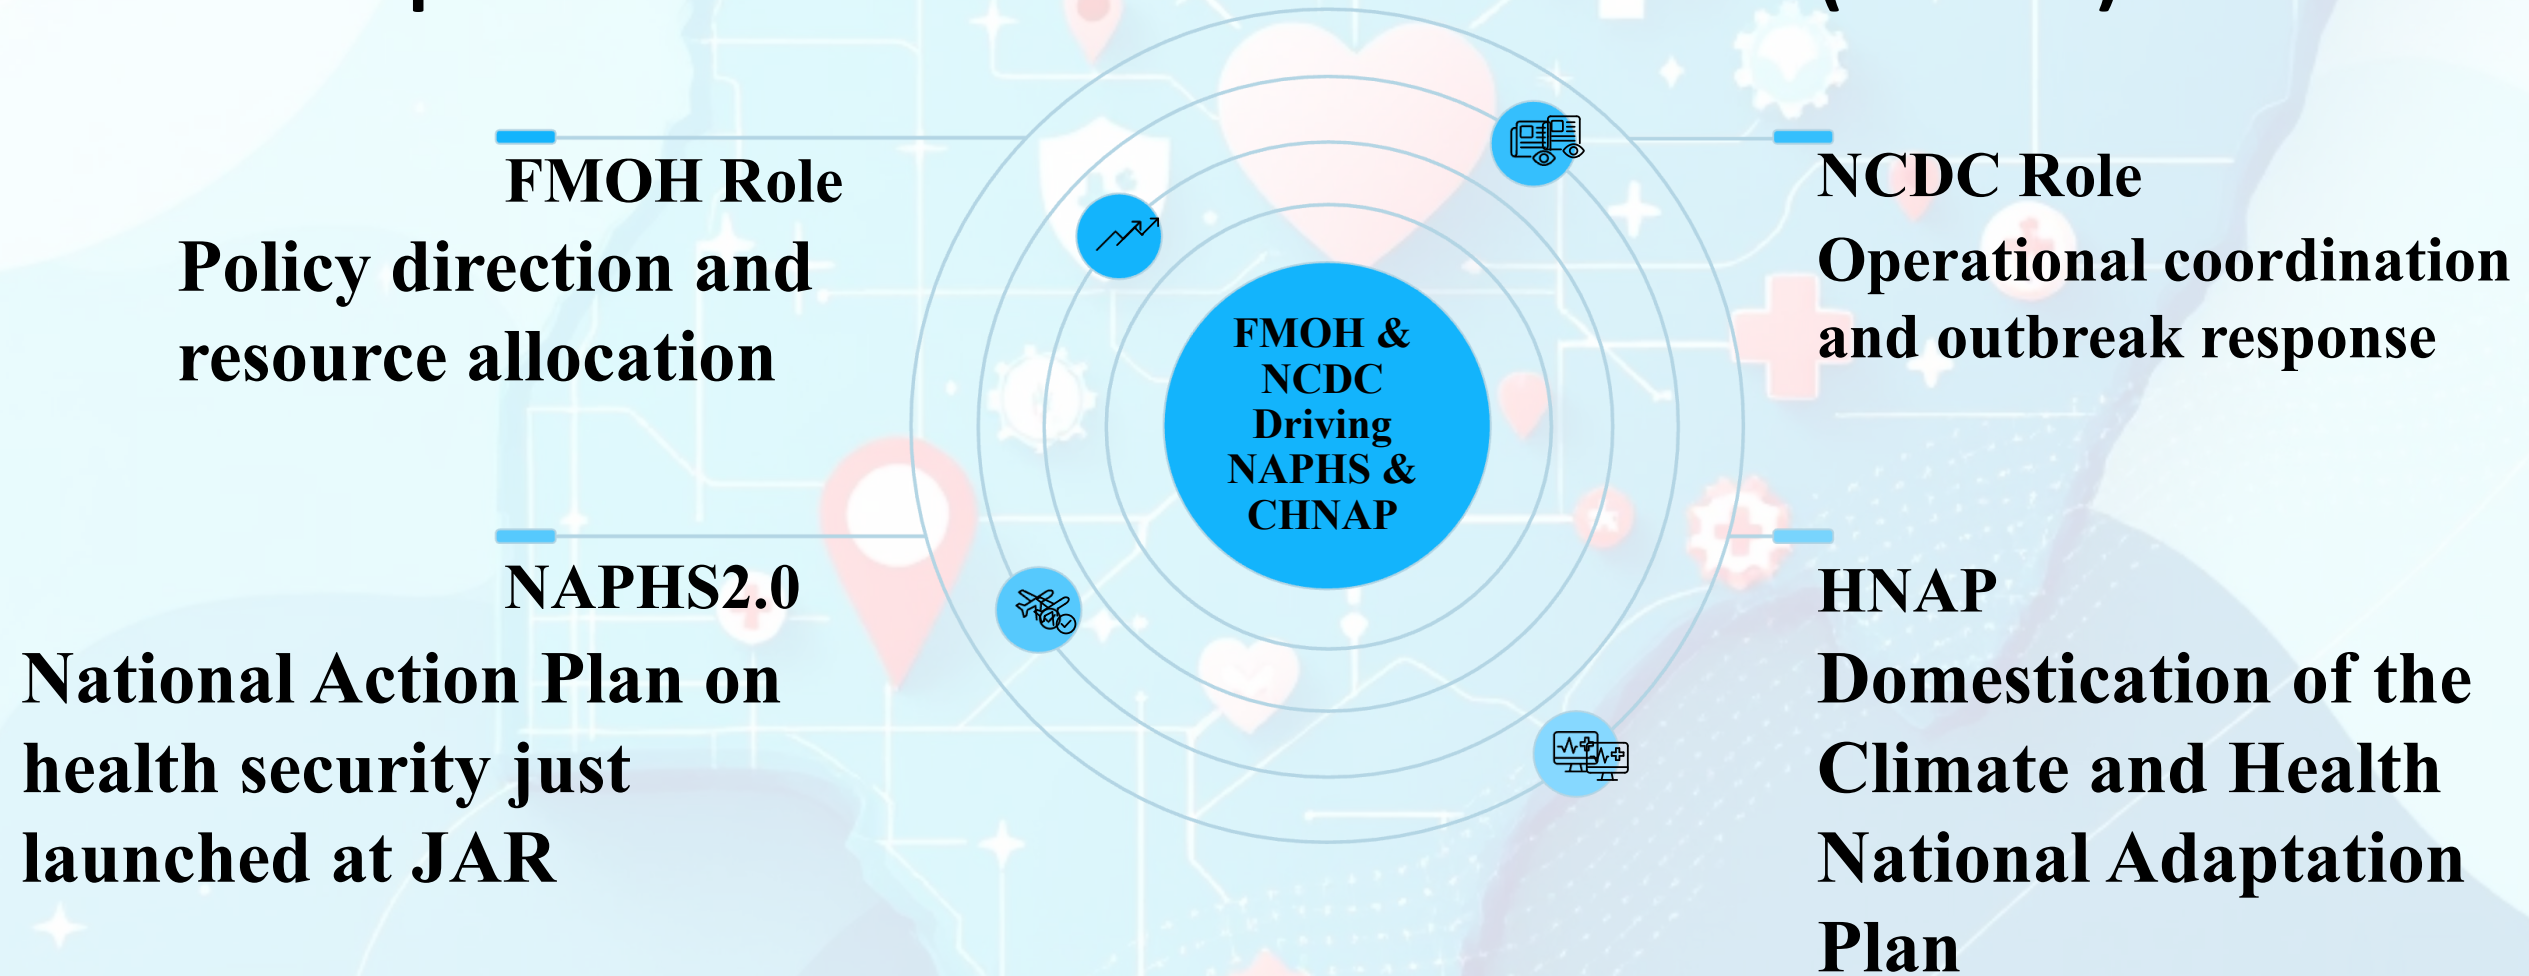 FMOH Role
Policy direction and
resource allocation
NCDC Role
Operational coordination
and outbreak response
FMOH &
NCDC
Driving
NAPHS &
CHNAP
NAPHS2.0
National Action Plan on
health security just
launched at JAR
HNAP
Domestication of the
Climate and Health
National Adaptation
Plan